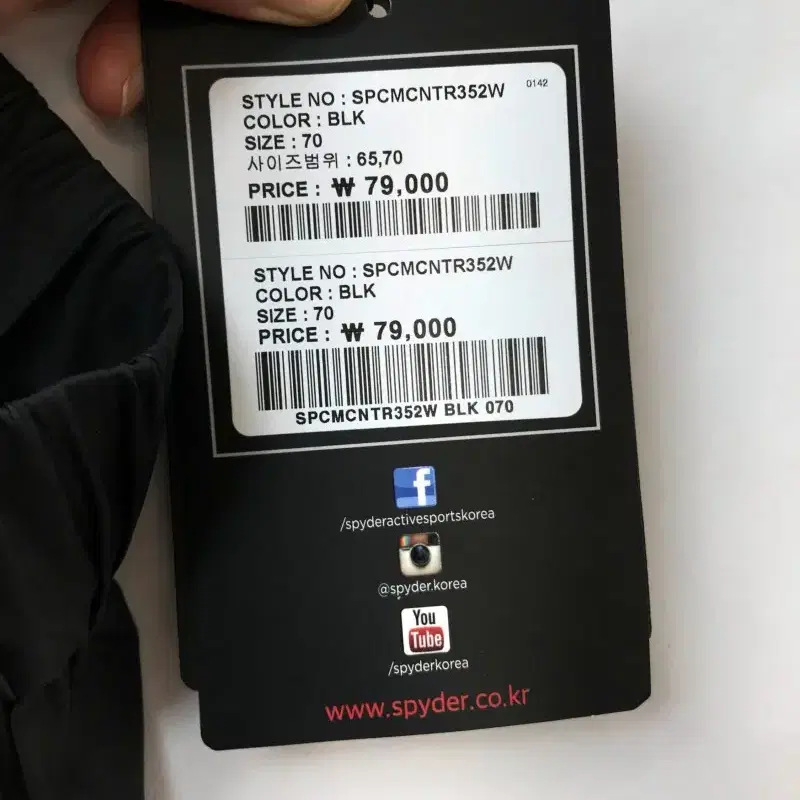 STYLE NO : SPCMCNTR352W 0142
COLOR : BLK
SIZE : 70
사이즈범위 : 65,70
PRICE : ₩ 79,000
STYLE NO : SPCMCNTR352W
COLOR : BLK
SIZE : 70
PRICE : ₩ 79,000
SPCMCNTR352W BLK 070
f
/spyderactivesportskorea
@spyder.korea
You
Tube
/spyderkorea
www.spyder.co.kr